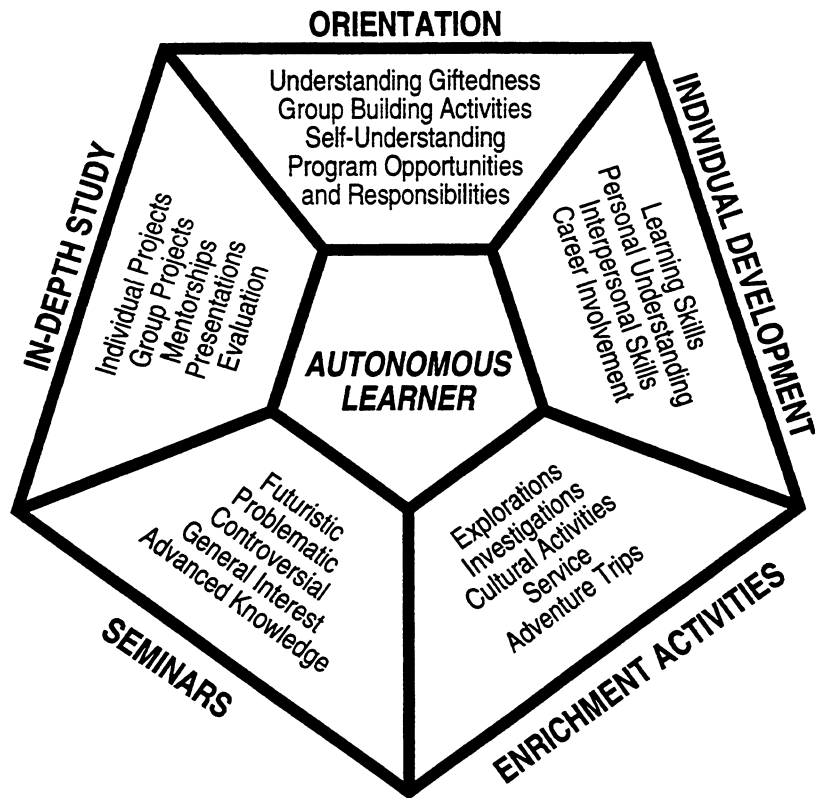 ORIENTATION
Understanding Giftedness
Group Building Activities
Self-Understanding
Program Opportunities
and Responsibilities
INDIVIDUAL DEVELOPMENT
Learning Skills
Personal Understanding
Interpersonal Skills
Career Involvement
ENRICHMENT ACTIVITIES
Explorations
Investigations
Cultural Activities
Service
Adventure Trips
SEMINARS
Futuristic
Problematic
Controversial
General Interest
Advanced Knowledge
IN-DEPTH STUDY
Individual Projects
Group Projects
Mentorships
Presentations
Evaluation
AUTONOMOUS
LEARNER